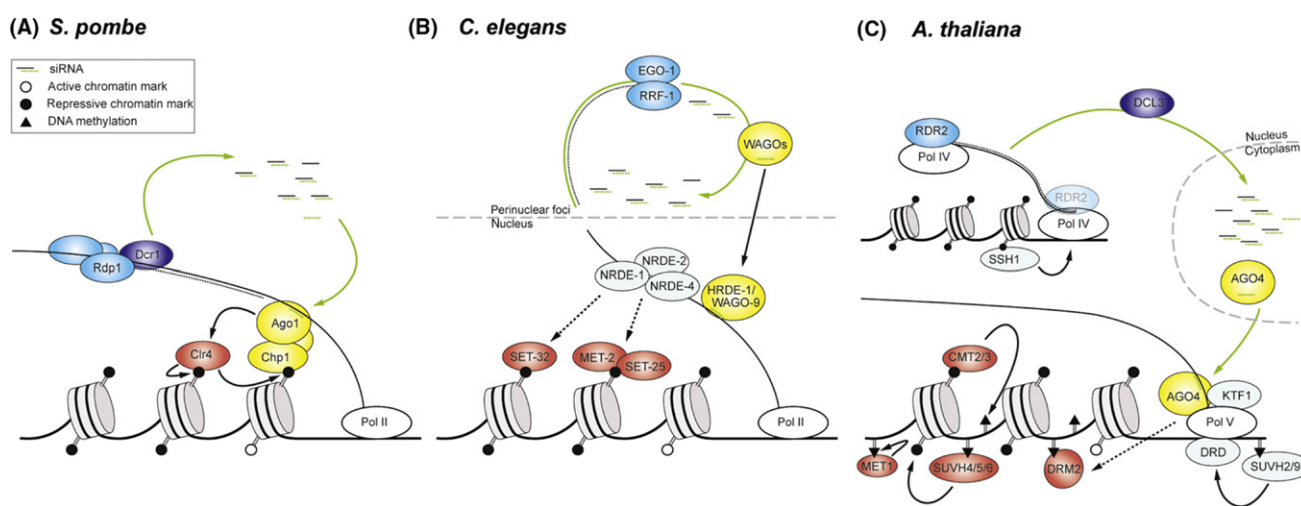 (A) S. pombe
siRNA
Active chromatin mark
Repressive chromatin mark
DNA methylation
Rdp1
Dcr1
Ago1
Clr4
Chp1
Pol II
(B) C. elegans
EGO-1
RRF-1
WAGOs
Perinuclear foci
Nucleus
NRDE-2
NRDE-1
NRDE-4
HRDE-1/
WAGO-9
SET-32
MET-2
SET-25
Pol II
(C) A. thaliana
DCL3
RDR2
Pol IV
Nucleus
Cytoplasm
RDR2
Pol IV
SSH1
AGO4
CMT2/3
AGO4
KTF1
Pol V
DRD
MET1
SUVH4/5/6
DRM2
SUVH2/9